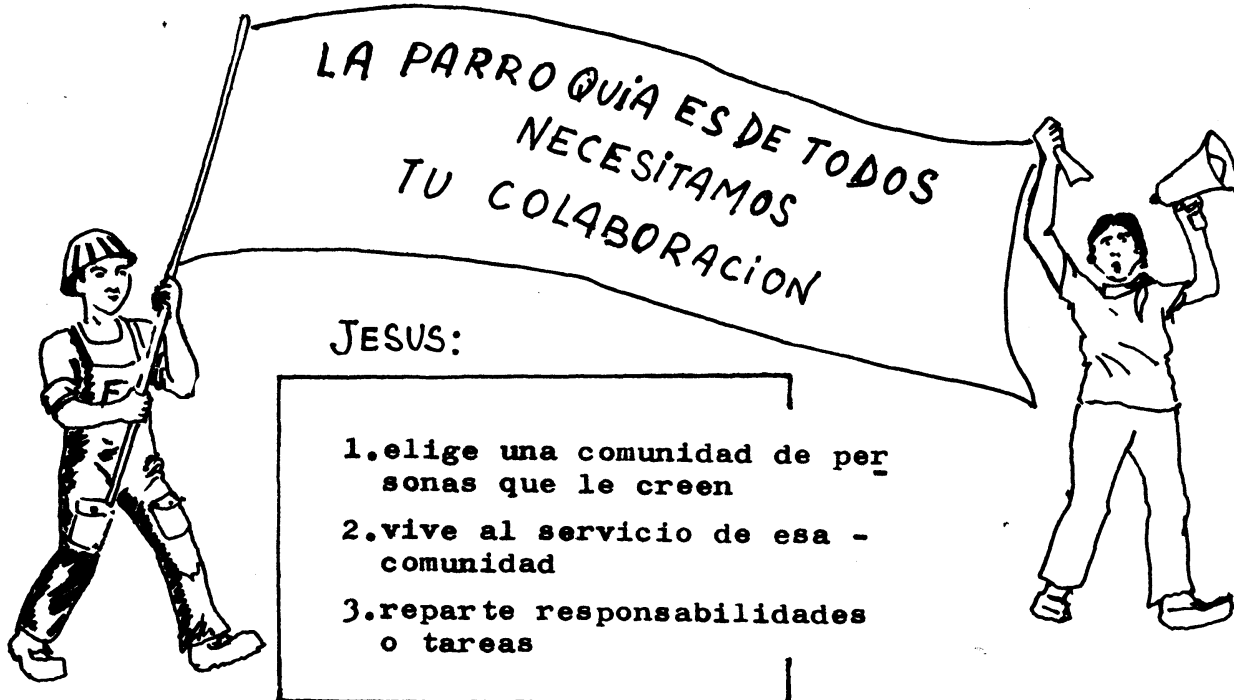 LA PARROQUIA ES DE TODOS
NECESITAMOS
TU COLABORACION
JESUS:
F
1.elige una comunidad de per
sonas que le creen
2.vive al servicio de esa -
comunidad
3.reparte responsabilidades
o tareas